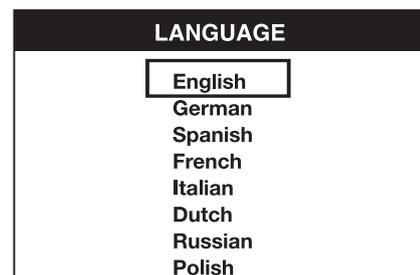 LANGUAGE
English
German
Spanish
French
Italian
Dutch
Russian
Polish